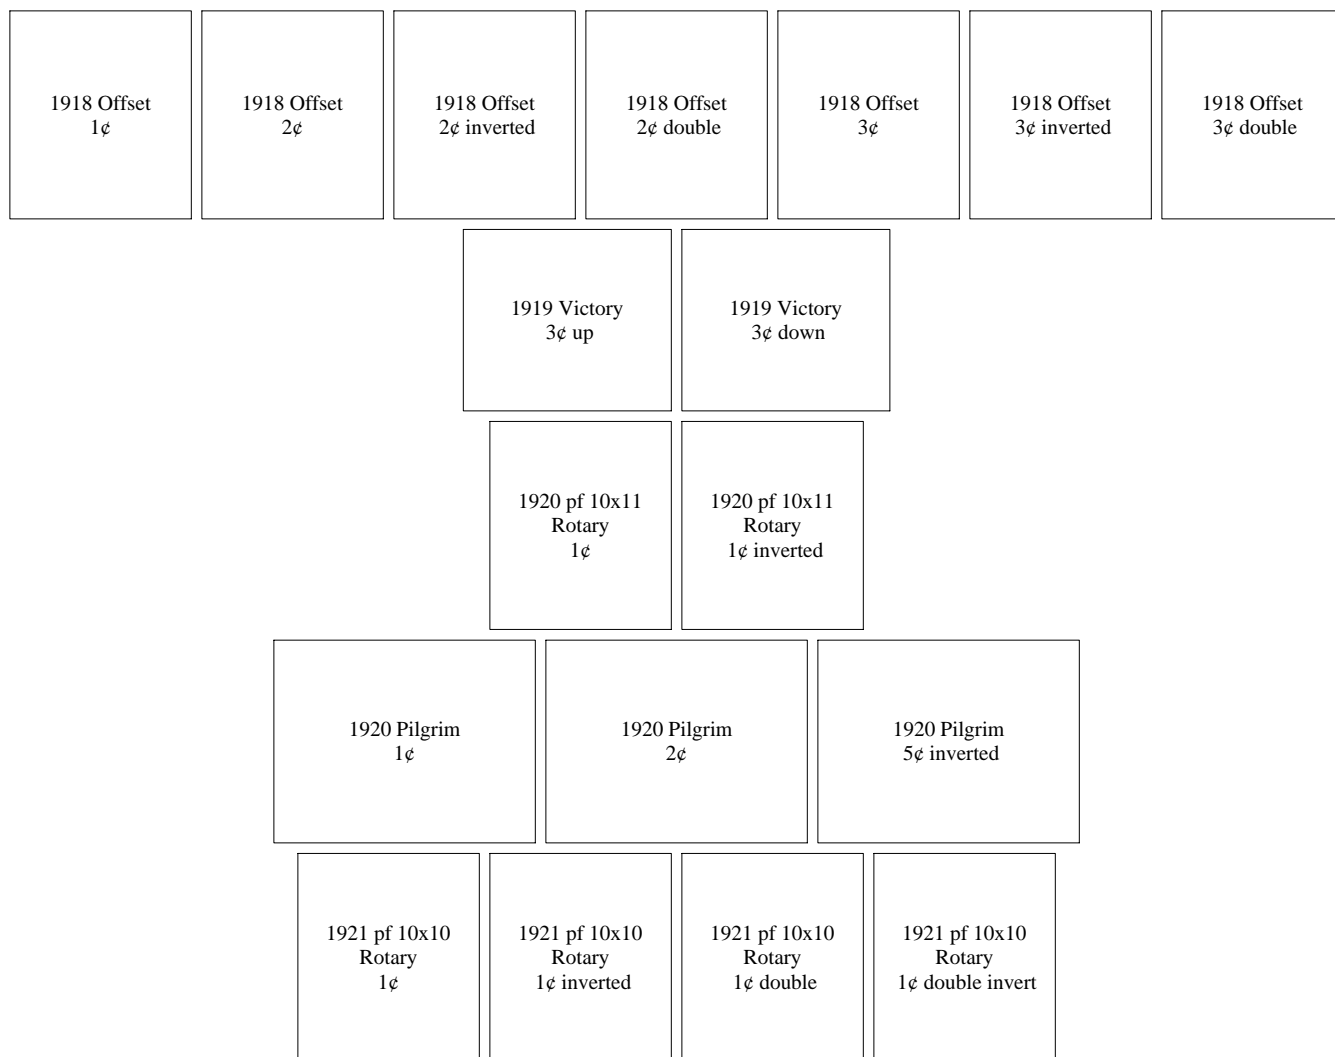 1918 Offset
1¢
1918 Offset
2¢
1918 Offset
2¢ inverted
1918 Offset
2¢ double
1918 Offset
3¢
1918 Offset
3¢ inverted
1918 Offset
3¢ double
1919 Victory
3¢ up
1919 Victory
3¢ down
1920 pf 10x11
Rotary
1¢
1920 pf 10x11
Rotary
1¢ inverted
1920 Pilgrim
1¢
1920 Pilgrim
2¢
1920 Pilgrim
5¢ inverted
1921 pf 10x10
Rotary
1¢
1921 pf 10x10
Rotary
1¢ inverted
1921 pf 10x10
Rotary
1¢ double
1921 pf 10x10
Rotary
1¢ double invert